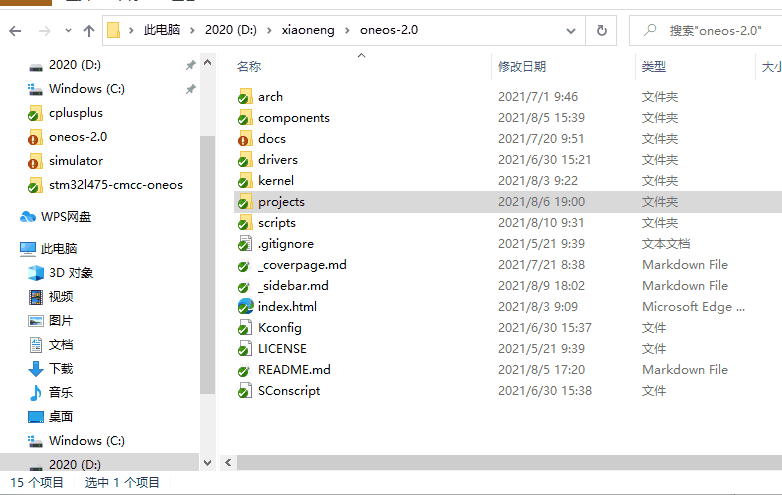 此电脑 2020 (D:) xiaoneng oneos-2.0 搜索"oneos-2.0"
名称 修改日期 类型 大小
2020 (D:)
Windows (C:)
cplusplus
oneos-2.0
simulator
stm32l475-cmcc-oneos
WPS网盘
此电脑
3D 对象
视频
图片
文档
下载
音乐
桌面
Windows (C:)
2020 (D:)
arch 2021/7/1 9:46 文件夹
components 2021/8/5 15:39 文件夹
docs 2021/7/20 9:51 文件夹
drivers 2021/6/30 15:21 文件夹
kernel 2021/8/3 9:22 文件夹
projects 2021/8/6 19:00 文件夹
scripts 2021/8/10 9:31 文件夹
.gitignore 2021/5/21 9:39 文本文档
_coverpage.md 2021/7/21 8:38 Markdown File
_sidebar.md 2021/8/9 18:02 Markdown File
index.html 2021/8/3 9:09 Microsoft Edge ...
Kconfig 2021/6/30 15:37 文件
LICENSE 2021/5/21 9:39 文件
README.md 2021/8/5 17:20 Markdown File
SConscript 2021/6/30 15:38 文件
15 个项目 选中 1 个项目